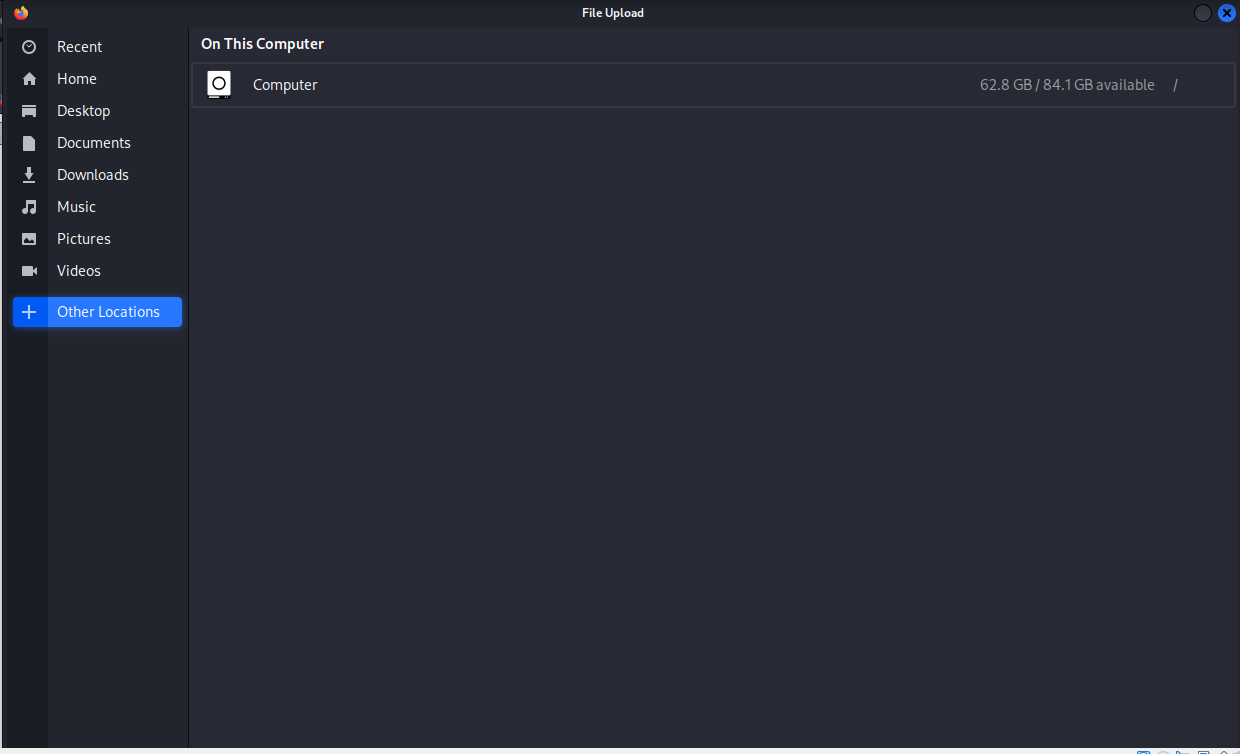 File Upload
Recent
Home
Desktop
Documents
Downloads
Music
Pictures
Videos
Other Locations
On This Computer
Computer 62.8 GB / 84.1 GB available /